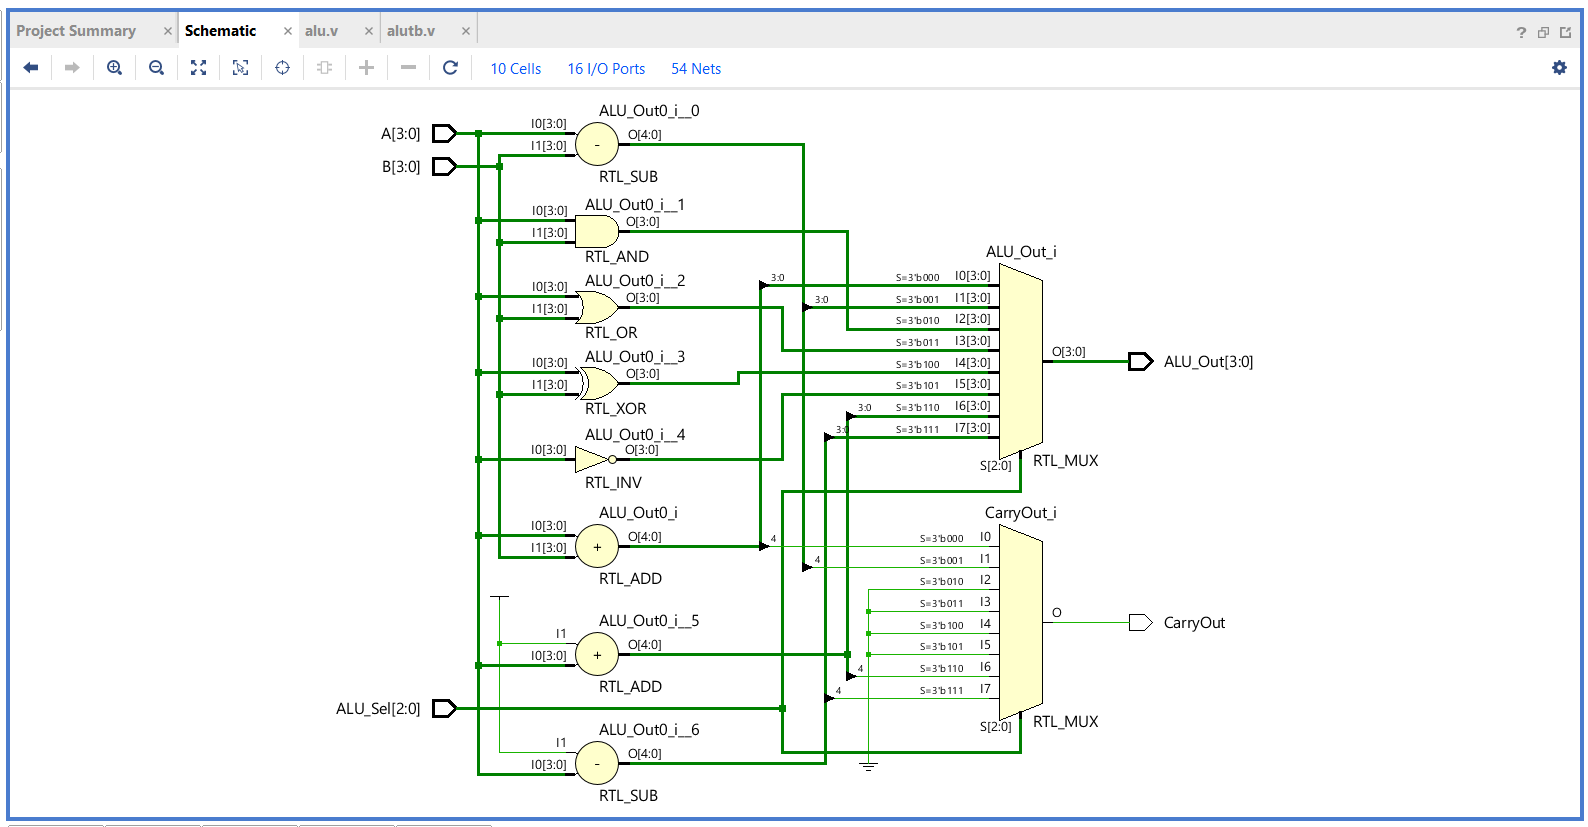 Project Summary × Schematic × alu.v × alutb.v ×
?
10 Cells 16 I/O Ports 54 Nets
A[3:0]
B[3:0]
ALU_Out0_i__0
I0[3:0]
I1[3:0]
-
O[4:0]
RTL_SUB
ALU_Out0_i__1
I0[3:0]
I1[3:0]
O[3:0]
RTL_AND
ALU_Out0_i__2
I0[3:0]
I1[3:0]
O[3:0]
RTL_OR
ALU_Out0_i__3
I0[3:0]
I1[3:0]
O[3:0]
RTL_XOR
ALU_Out0_i__4
I0[3:0]
O[3:0]
RTL_INV
ALU_Out0_i
I0[3:0]
I1[3:0]
+
O[4:0]
RTL_ADD
ALU_Out0_i__5
I1
I0[3:0]
+
O[4:0]
RTL_ADD
ALU_Sel[2:0]
ALU_Out0_i__6
I1
I0[3:0]
-
O[4:0]
RTL_SUB
ALU_Out_i
3:0 S=3'b000 I0[3:0]
3:0 S=3'b001 I1[3:0]
S=3'b010 I2[3:0]
S=3'b011 I3[3:0]
S=3'b100 I4[3:0]
S=3'b101 I5[3:0]
3:0 S=3'b110 I6[3:0]
3:0 S=3'b111 I7[3:0]
S[2:0]
RTL_MUX
O[3:0]
ALU_Out[3:0]
CarryOut_i
4 S=3'b000 I0
4 S=3'b001 I1
S=3'b010 I2
S=3'b011 I3
S=3'b100 I4
S=3'b101 I5
4 S=3'b110 I6
4 S=3'b111 I7
S[2:0]
RTL_MUX
O
CarryOut